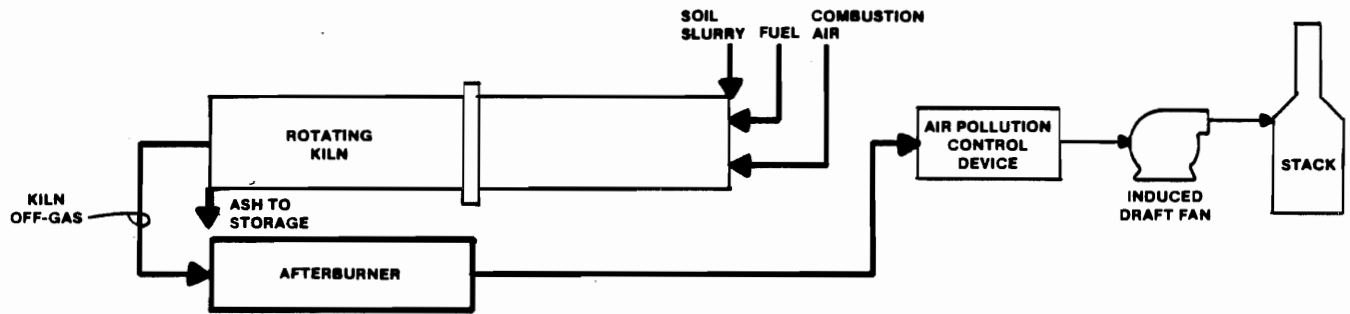 SOIL
SLURRY
FUEL
COMBUSTION
AIR
ROTATING
KILN
AIR POLLUTION
CONTROL
DEVICE
STACK
INDUCED
DRAFT FAN
KILN
OFF-GAS
ASH TO
STORAGE
AFTERBURNER